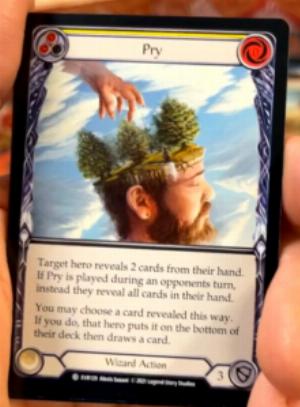 Pry
Target hero reveals 2 cards from their hand.
If Pry is played during an opponents turn,
instead they reveal all cards in their hand.
You may choose a card revealed this way.
If you do, that hero puts it on the bottom of
their deck then draws a card.
Wizard Action
3